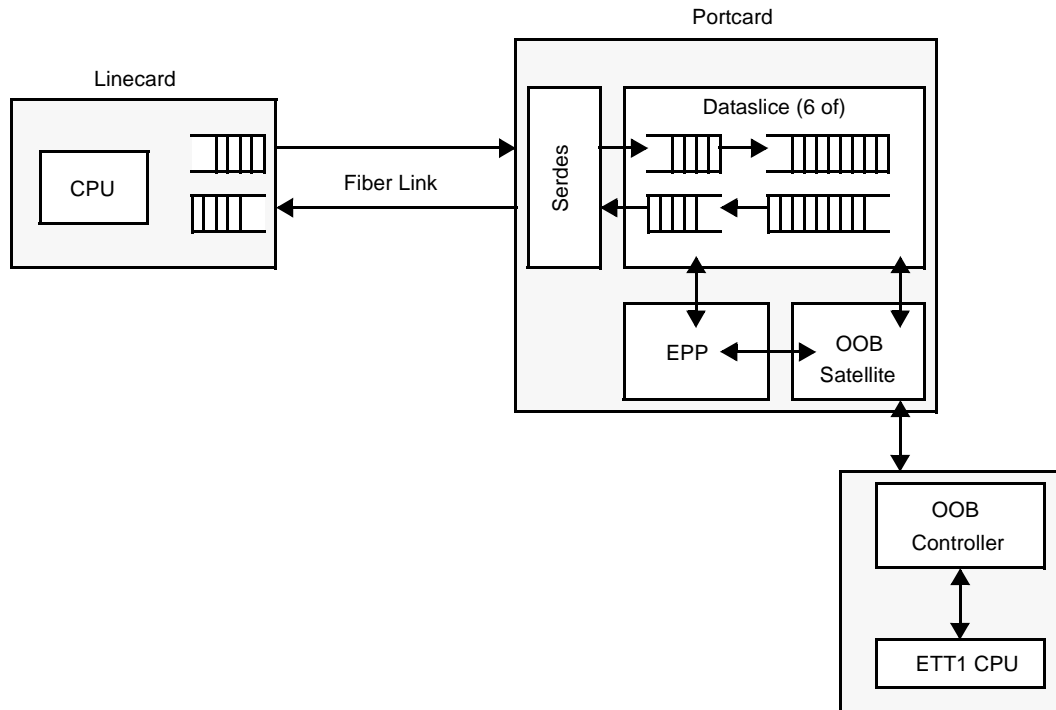 Portcard
Linecard
Dataslice (6 of)
CPU
Fiber Link
Serdes
EPP
OOB
Satellite
OOB
Controller
ETT1 CPU